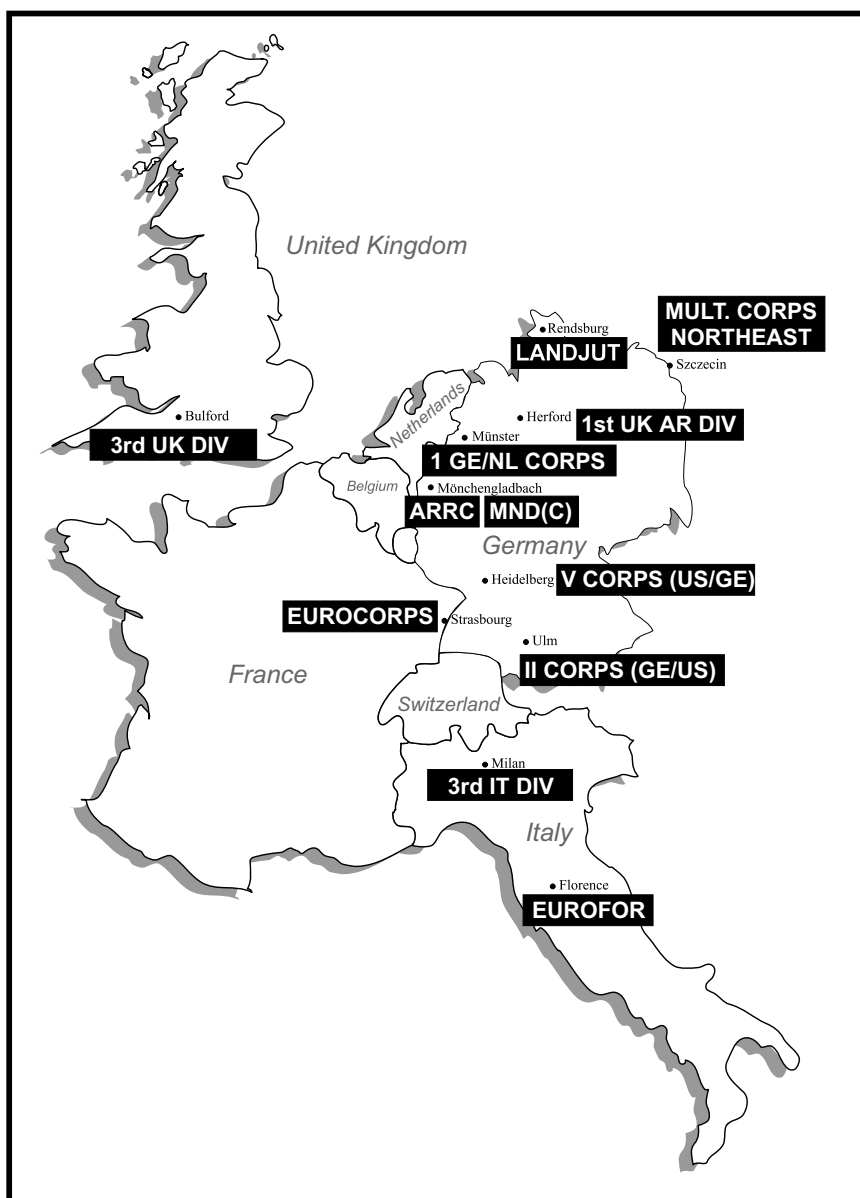 United Kingdom
MULT. CORPS
NORTHEAST
Rendsburg
LANDJUT
Szczecin
Netherlands
Bulford
3rd UK DIV
Herford
1st UK AR DIV
Münster
1 GE/NL CORPS
Belgium
Mönchengladbach
ARRC
MND(C)
Germany
Heidelberg
V CORPS (US/GE)
EUROCORPS
Strasbourg
Ulm
II CORPS (GE/US)
France
Switzerland
Milan
3rd IT DIV
Italy
Florence
EUROFOR